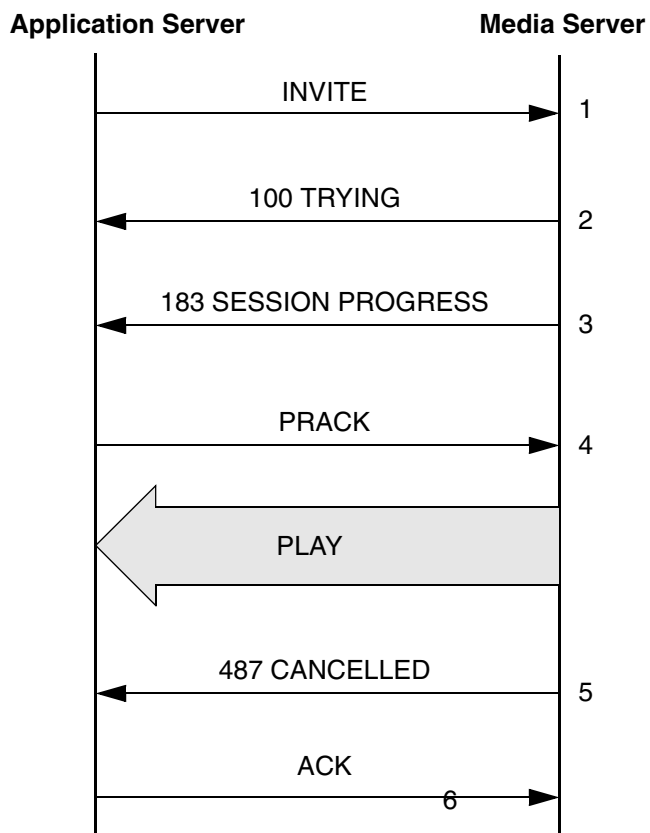 Application Server
Media Server
INVITE
1
100 TRYING
2
183 SESSION PROGRESS
3
PRACK
4
PLAY
487 CANCELLED
5
ACK
6